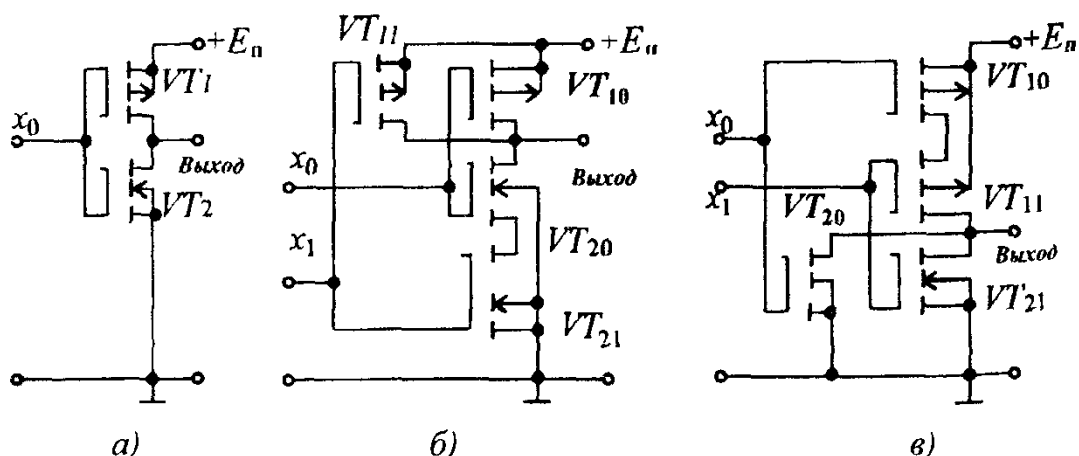 +Eп
VT1
x0
Выход
VT2
а)
VT11
+Eп
VT10
x0
Выход
x1
VT20
VT21
б)
+Eп
VT10
x0
x1
VT20
VT11
Выход
VT21
в)